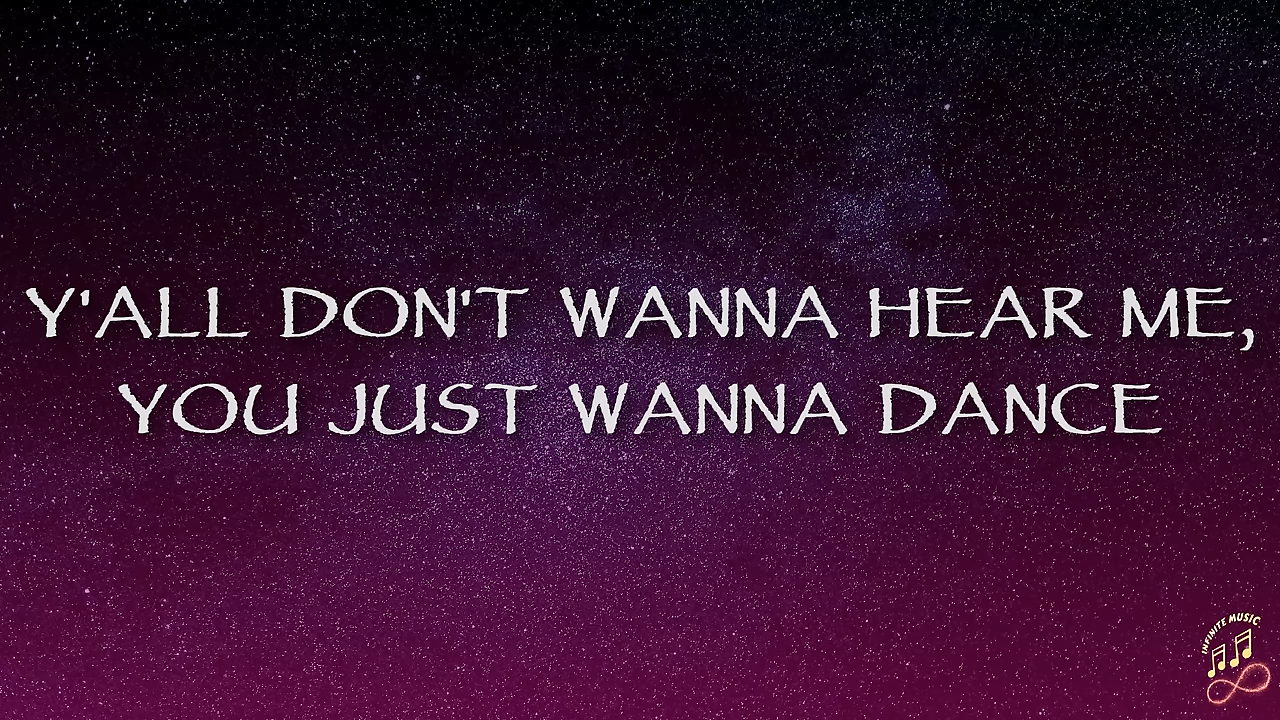 Y'ALL DON'T WANNA HEAR ME,
YOU JUST WANNA DANCE
INFINITE MUSIC